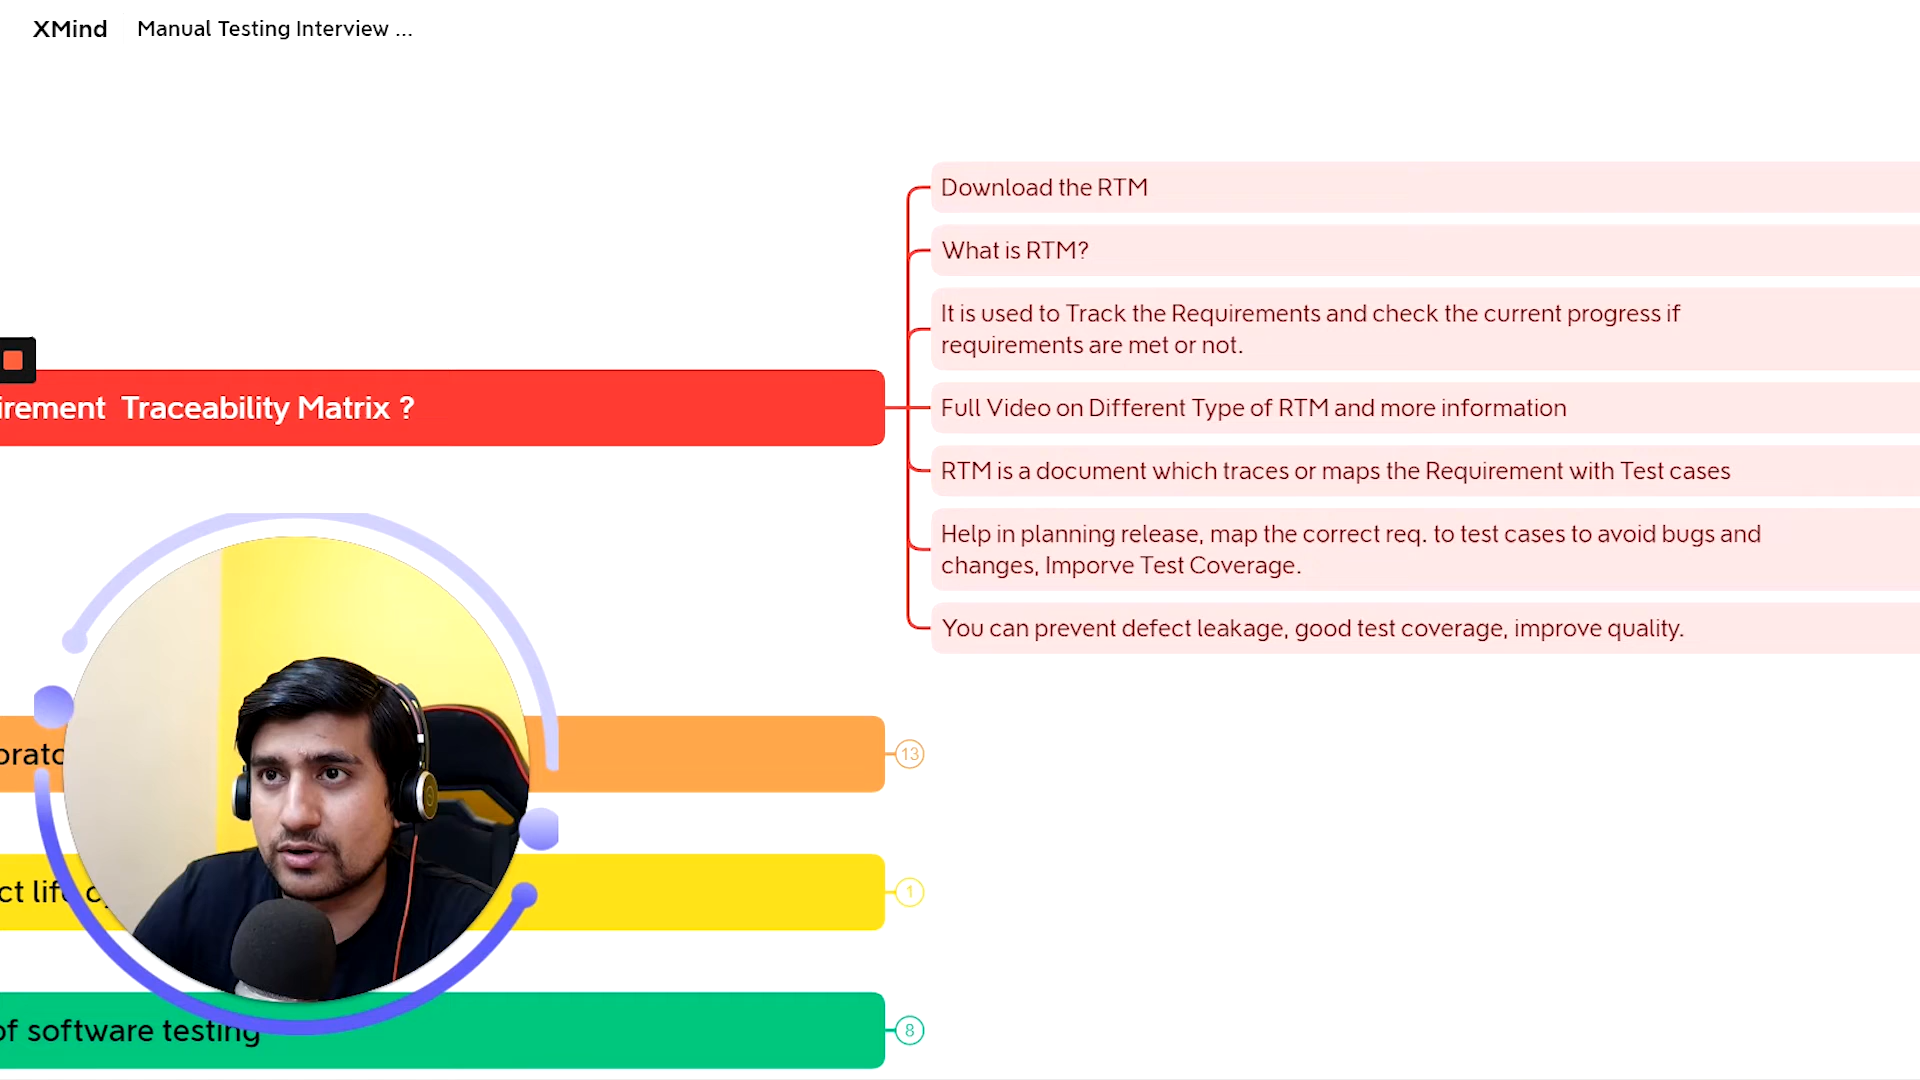 XMind Manual Testing Interview ...
Download the RTM
What is RTM?
It is used to Track the Requirements and check the current progress if
requirements are met or not.
irement Traceability Matrix ?
Full Video on Different Type of RTM and more information
RTM is a document which traces or maps the Requirement with Test cases
Help in planning release, map the correct req. to test cases to avoid bugs and
changes, Imporve Test Coverage.
You can prevent defect leakage, good test coverage, improve quality.
13
ct life
1
of software testing
8